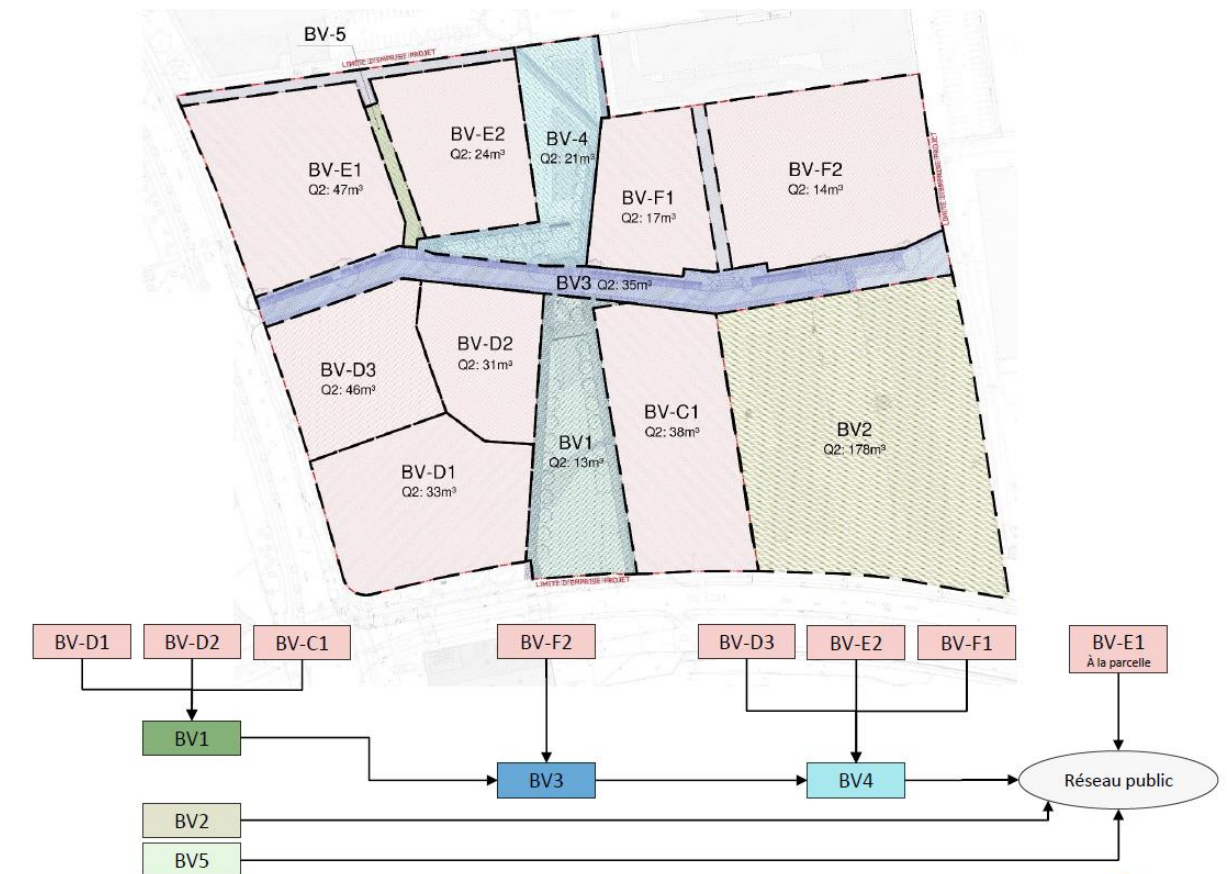 BV-5
LIMITE D'EMPRISE PROJET
BV-E1
Q2: 47m³
BV-E2
Q2: 24m³
BV-4
Q2: 21m³
BV-F1
Q2: 17m³
BV-F2
Q2: 14m³
LIMITE D'EMPRISE PROJET
BV3 Q2: 35m³
BV-D3
Q2: 46m³
BV-D2
Q2: 31m³
BV-C1
Q2: 38m³
BV2
Q2: 178m³
BV1
Q2: 13m³
BV-D1
Q2: 33m³
LIMITE D'EMPRISE PROJET
BV-D1
BV-D2
BV-C1
BV-F2
BV-D3
BV-E2
BV-F1
BV-E1
À la parcelle
BV1
BV3
BV4
Réseau public
BV2
BV5